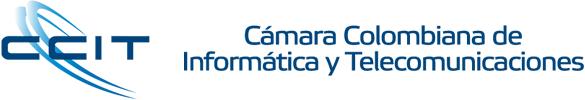 CCIT
Cámara Colombiana de
Informática y Telecomunicaciones